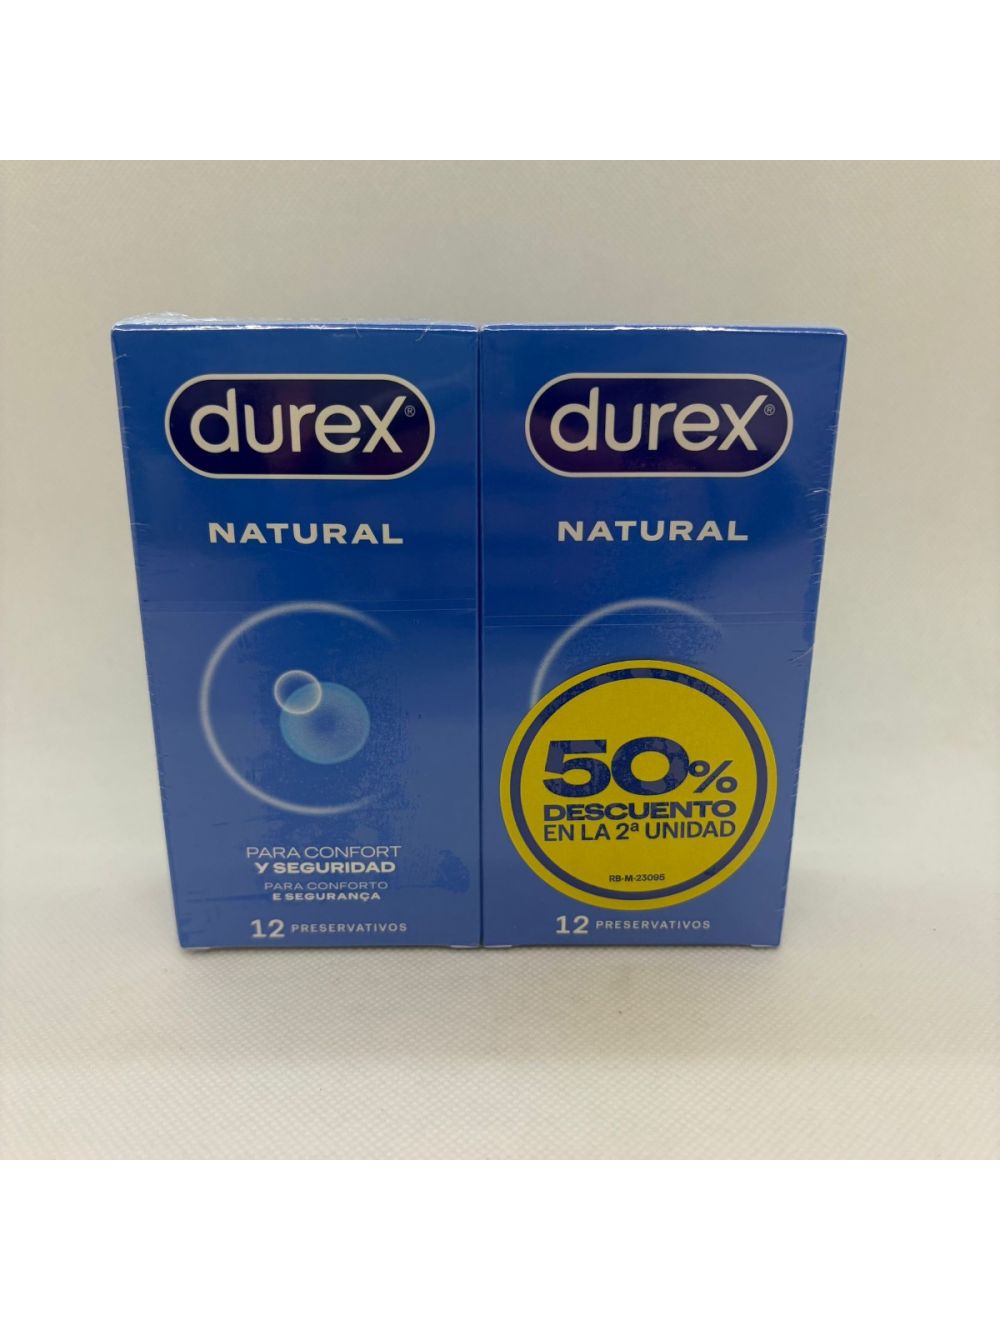 durex®
NATURAL
PARA CONFORT
Y SEGURIDAD
PARA CONFORTO
E SEGURANÇA
12 PRESERVATIVOS
durex®
NATURAL
50%
DESCUENTO
EN LA 2ª UNIDAD
RB-M-23095
12 PRESERVATIVOS